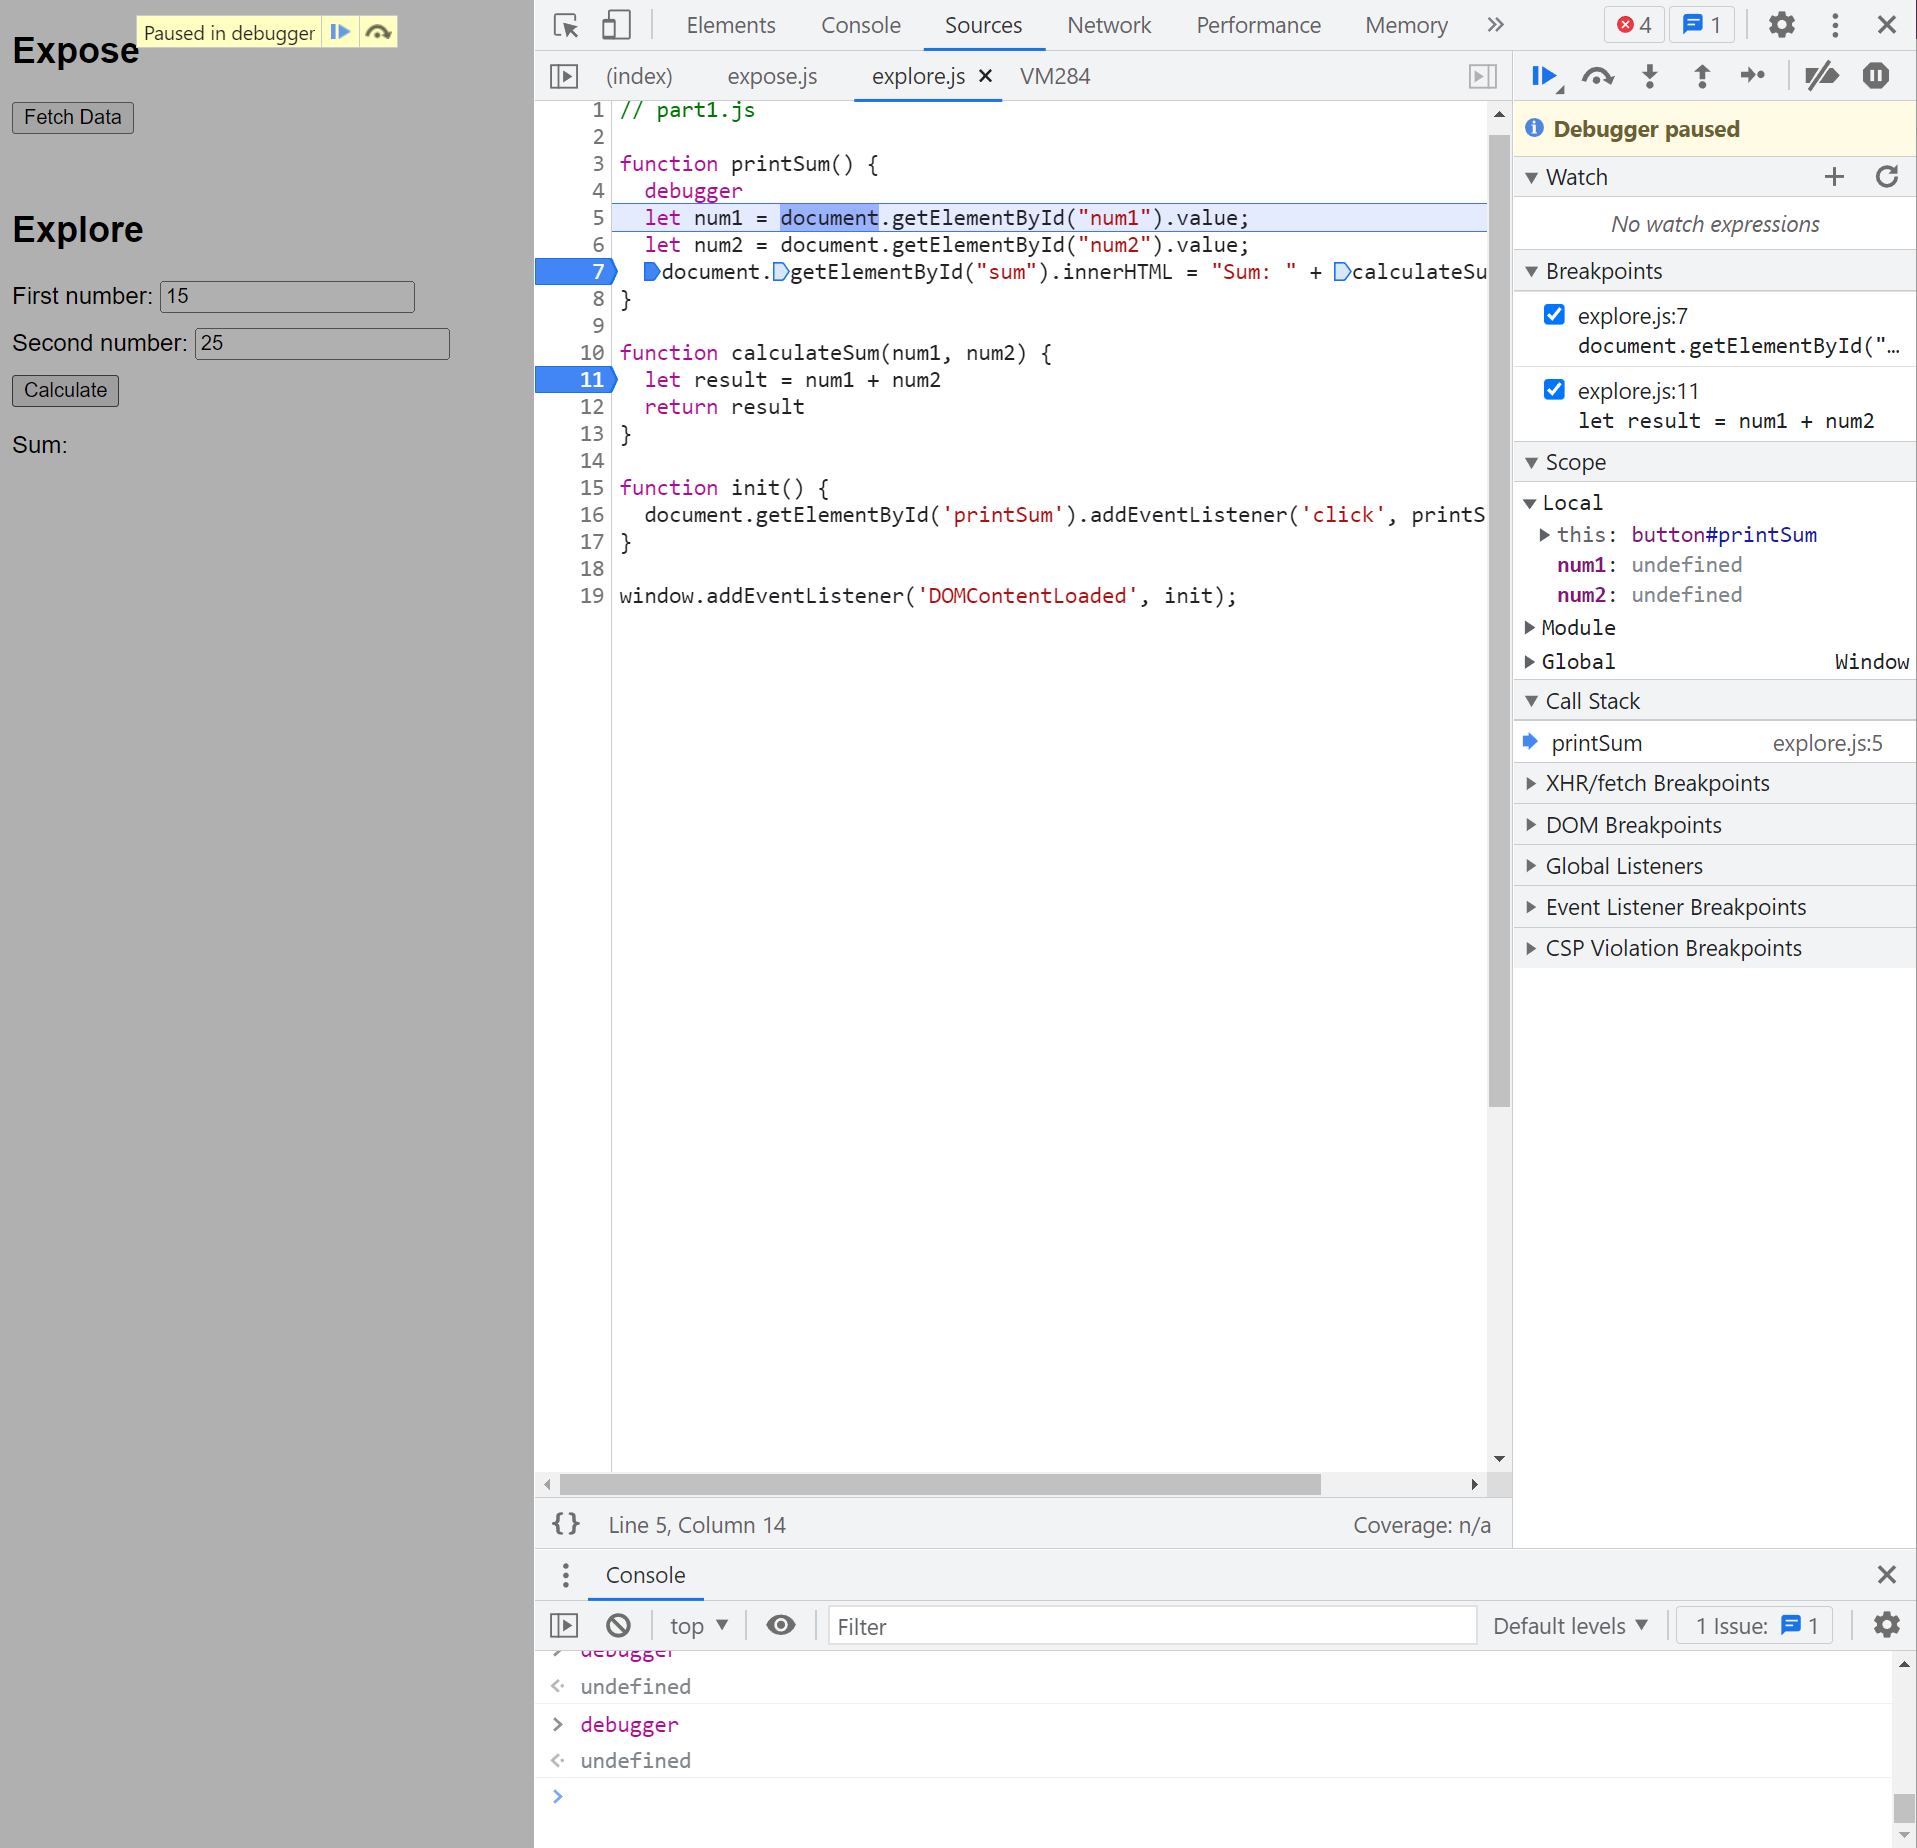 Expose
Paused in debugger
Fetch Data
Explore
First number: 15
Second number: 25
Calculate
Sum:
Elements Console Sources Network Performance Memory » 4 1
(index) expose.js explore.js × VM284
1 // part1.js
2
3 function printSum() {
4 debugger
5 let num1 = document.getElementById("num1").value;
6 let num2 = document.getElementById("num2").value;
7 document.getElementById("sum").innerHTML = "Sum: " + calculateSu
8 }
9
10 function calculateSum(num1, num2) {
11 let result = num1 + num2
12 return result
13 }
14
15 function init() {
16 document.getElementById('printSum').addEventListener('click', printS
17 }
18
19 window.addEventListener('DOMContentLoaded', init);
{} Line 5, Column 14 Coverage: n/a
Debugger paused
Watch
No watch expressions
Breakpoints
explore.js:7
document.getElementById("…
explore.js:11
let result = num1 + num2
Scope
Local
this: button#printSum
num1: undefined
num2: undefined
Module
Global Window
Call Stack
printSum explore.js:5
XHR/fetch Breakpoints
DOM Breakpoints
Global Listeners
Event Listener Breakpoints
CSP Violation Breakpoints
Console
top Filter Default levels 1 Issue: 1
debugger
undefined
debugger
undefined